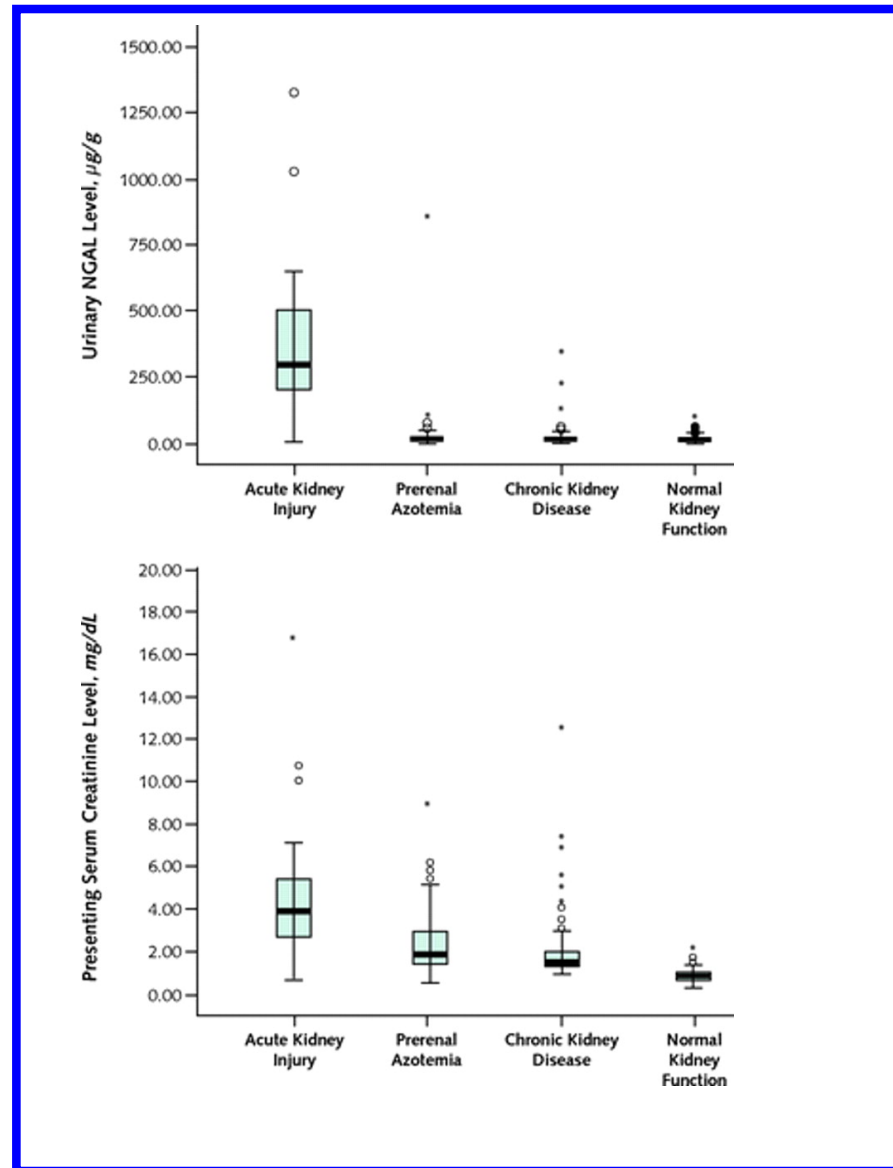 Urinary NGAL Level, µg/g
1500.00
1250.00
1000.00
750.00
500.00
250.00
0.00
Acute Kidney
Injury
Prerenal
Azotemia
Chronic Kidney
Disease
Normal
Kidney
Function
Presenting Serum Creatinine Level, mg/dL
20.00
18.00
16.00
14.00
12.00
10.00
8.00
6.00
4.00
2.00
0.00
Acute Kidney
Injury
Prerenal
Azotemia
Chronic Kidney
Disease
Normal
Kidney
Function